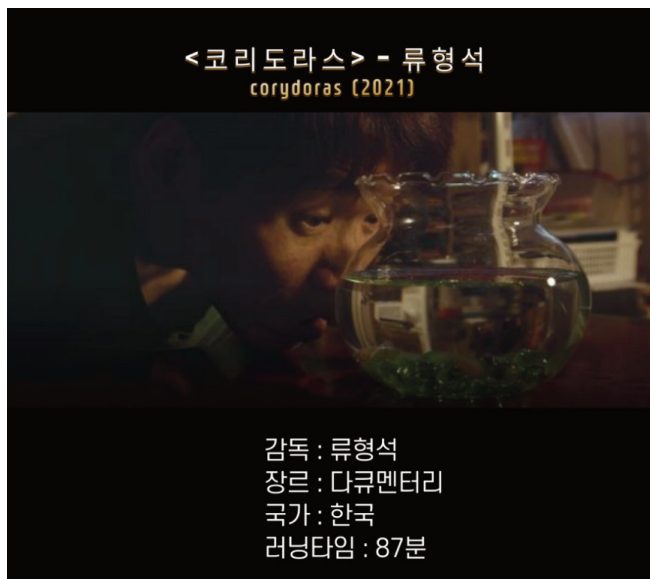 <코리도라스> - 류형석
corydoras (2021)
감독 : 류형석
장르 : 다큐멘터리
국가 : 한국
러닝타임 : 87분